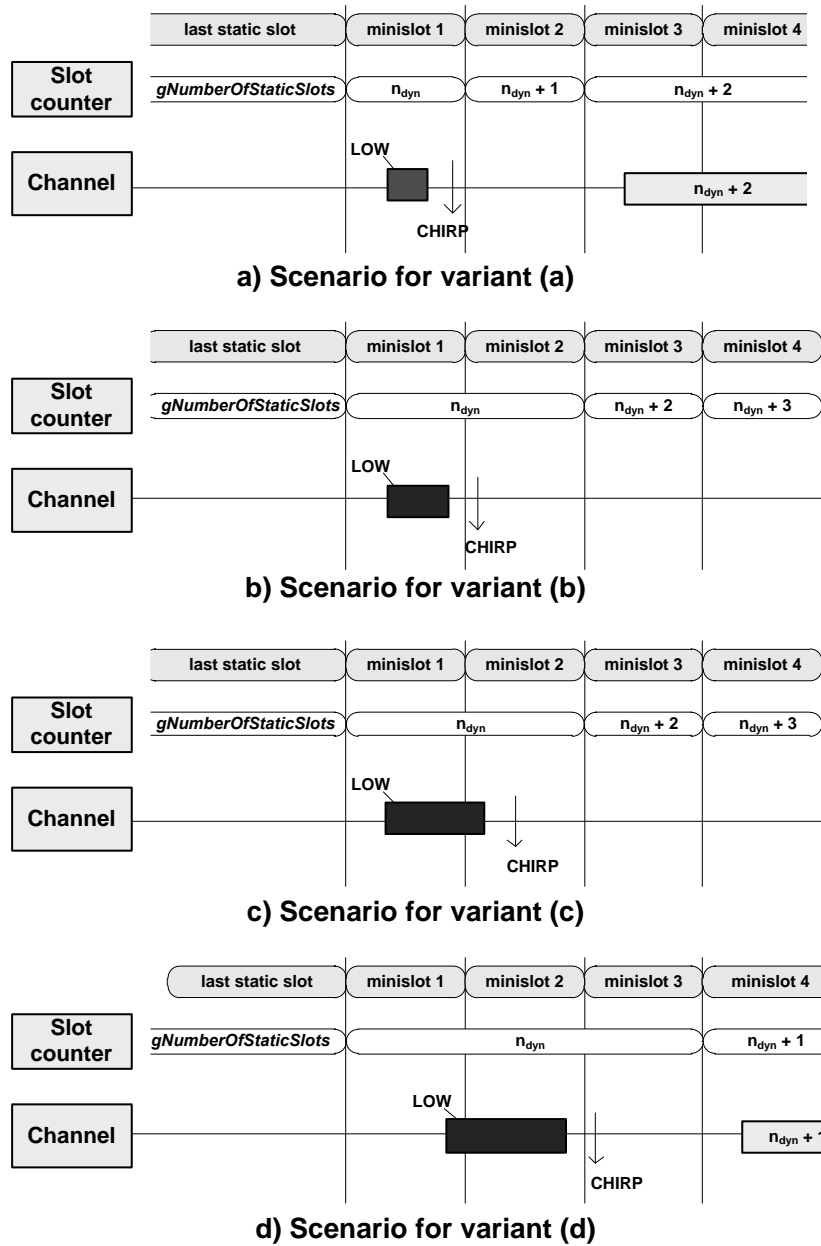 last static slot minislot 1 minislot 2 minislot 3 minislot 4
Slot
counter
gNumberOfStaticSlots ndyn ndyn + 1 ndyn + 2
LOW
Channel
ndyn + 2
CHIRP
a) Scenario for variant (a)
last static slot minislot 1 minislot 2 minislot 3 minislot 4
Slot
counter
gNumberOfStaticSlots ndyn ndyn + 2 ndyn + 3
LOW
Channel
CHIRP
b) Scenario for variant (b)
last static slot minislot 1 minislot 2 minislot 3 minislot 4
Slot
counter
gNumberOfStaticSlots ndyn ndyn + 2 ndyn + 3
LOW
Channel
CHIRP
c) Scenario for variant (c)
last static slot minislot 1 minislot 2 minislot 3 minislot 4
Slot
counter
gNumberOfStaticSlots ndyn ndyn + 1
LOW
Channel
ndyn + 1
CHIRP
d) Scenario for variant (d)